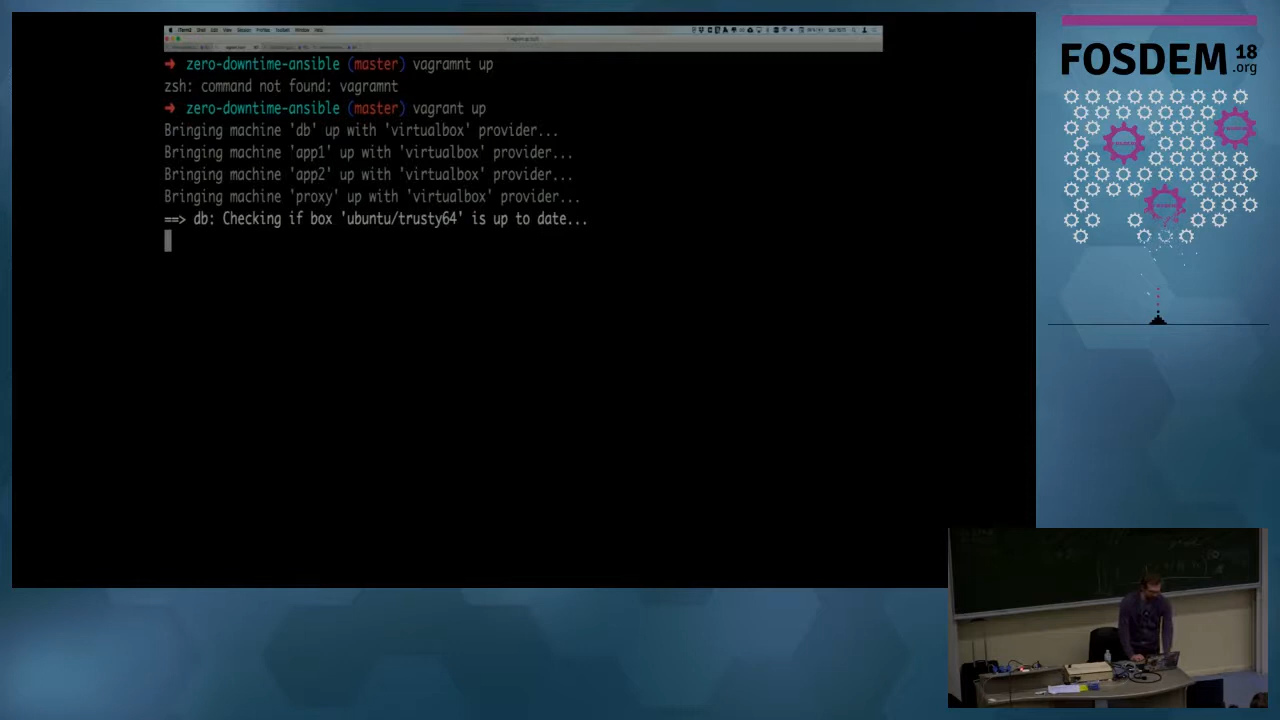 ➜ zero-downtime-ansible (master) vagramnt up
zsh: command not found: vagramnt
➜ zero-downtime-ansible (master) vagrant up
Bringing machine 'db' up with 'virtualbox' provider...
Bringing machine 'app1' up with 'virtualbox' provider...
Bringing machine 'app2' up with 'virtualbox' provider...
Bringing machine 'proxy' up with 'virtualbox' provider...
==> db: Checking if box 'ubuntu/trusty64' is up to date...
FOSDEM 18
.org